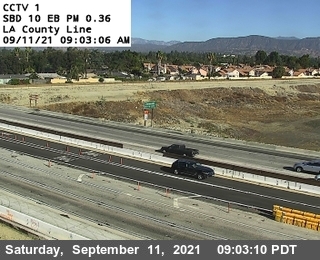 CCTV 1
SBD 10 EB PM 0.36
LA County Line
09/11/21 09:03:06 AM
Saturday, September 11, 2021 09:03:10 PDT